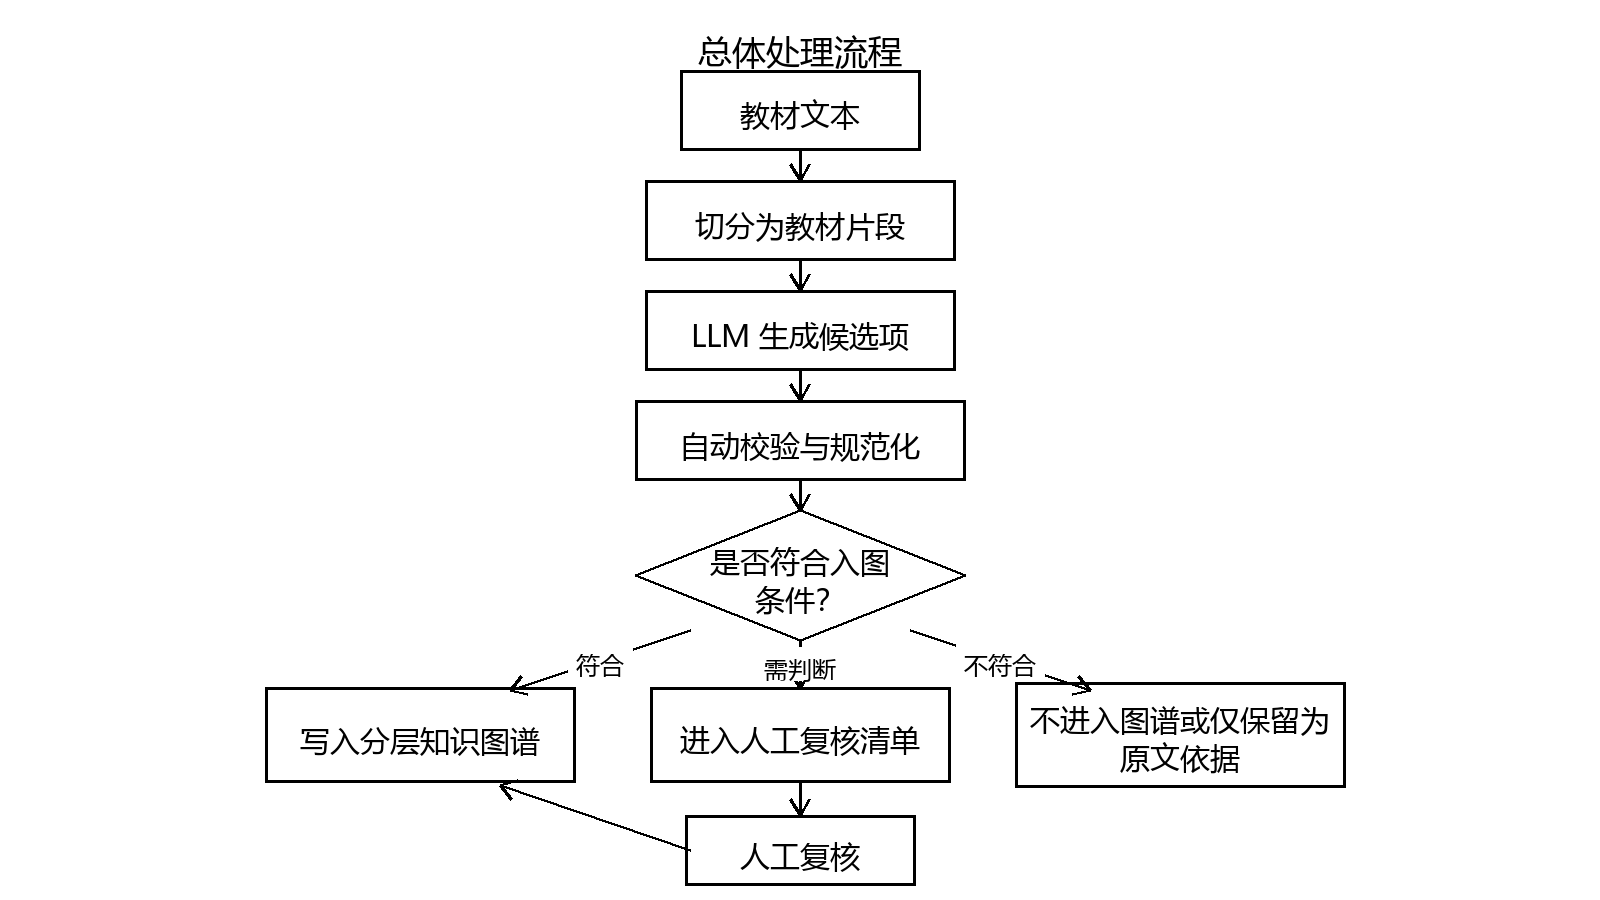 总体处理流程
教材文本
切分为教材片段
LLM 生成候选项
自动校验与规范化
是否符合入图
条件?
符合
需判断
不符合
写入分层知识图谱
进入人工复核清单
不进入图谱或仅保留为
原文依据
人工复核